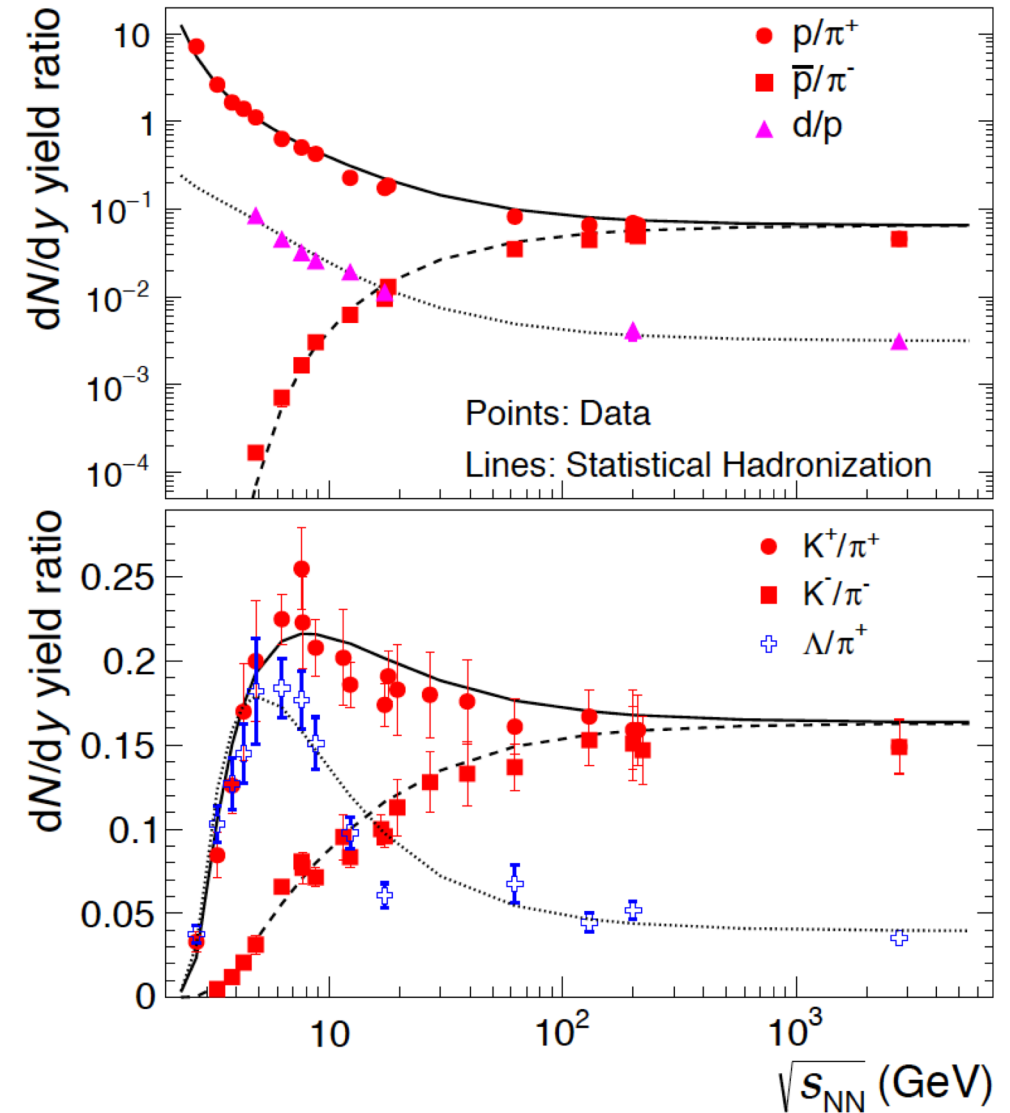 dN/dy yield ratio
10
1
10⁻¹
10⁻²
10⁻³
10⁻⁴
p/π⁺
p̅/π⁻
d/p
Points: Data
Lines: Statistical Hadronization
dN/dy yield ratio
0.25
0.2
0.15
0.1
0.05
0
K⁺/π⁺
K⁻/π⁻
Λ/π⁺
10
10²
10³
√sNN (GeV)